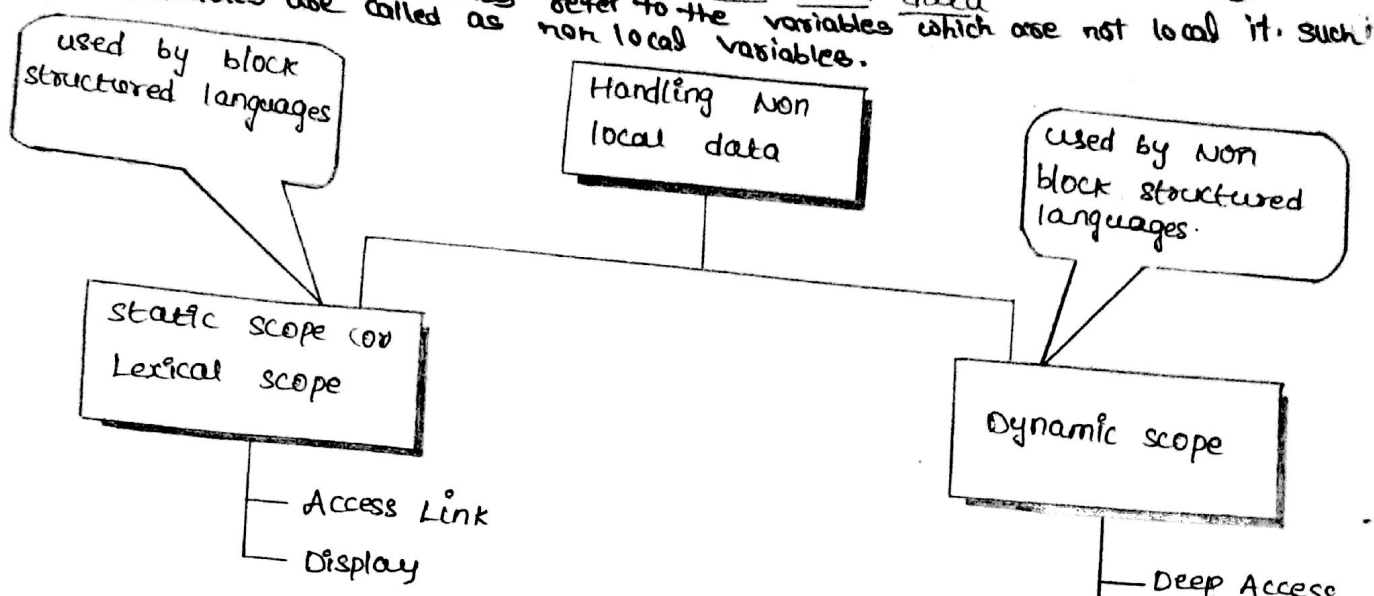 are called as refer to the variables which are not local it. such
non local variables.
used by block
structured languages
Handling Non
local data
used by Non
block structured
languages.
static scope (or
Lexical scope
Dynamic scope
Access Link
Display
Deep Access